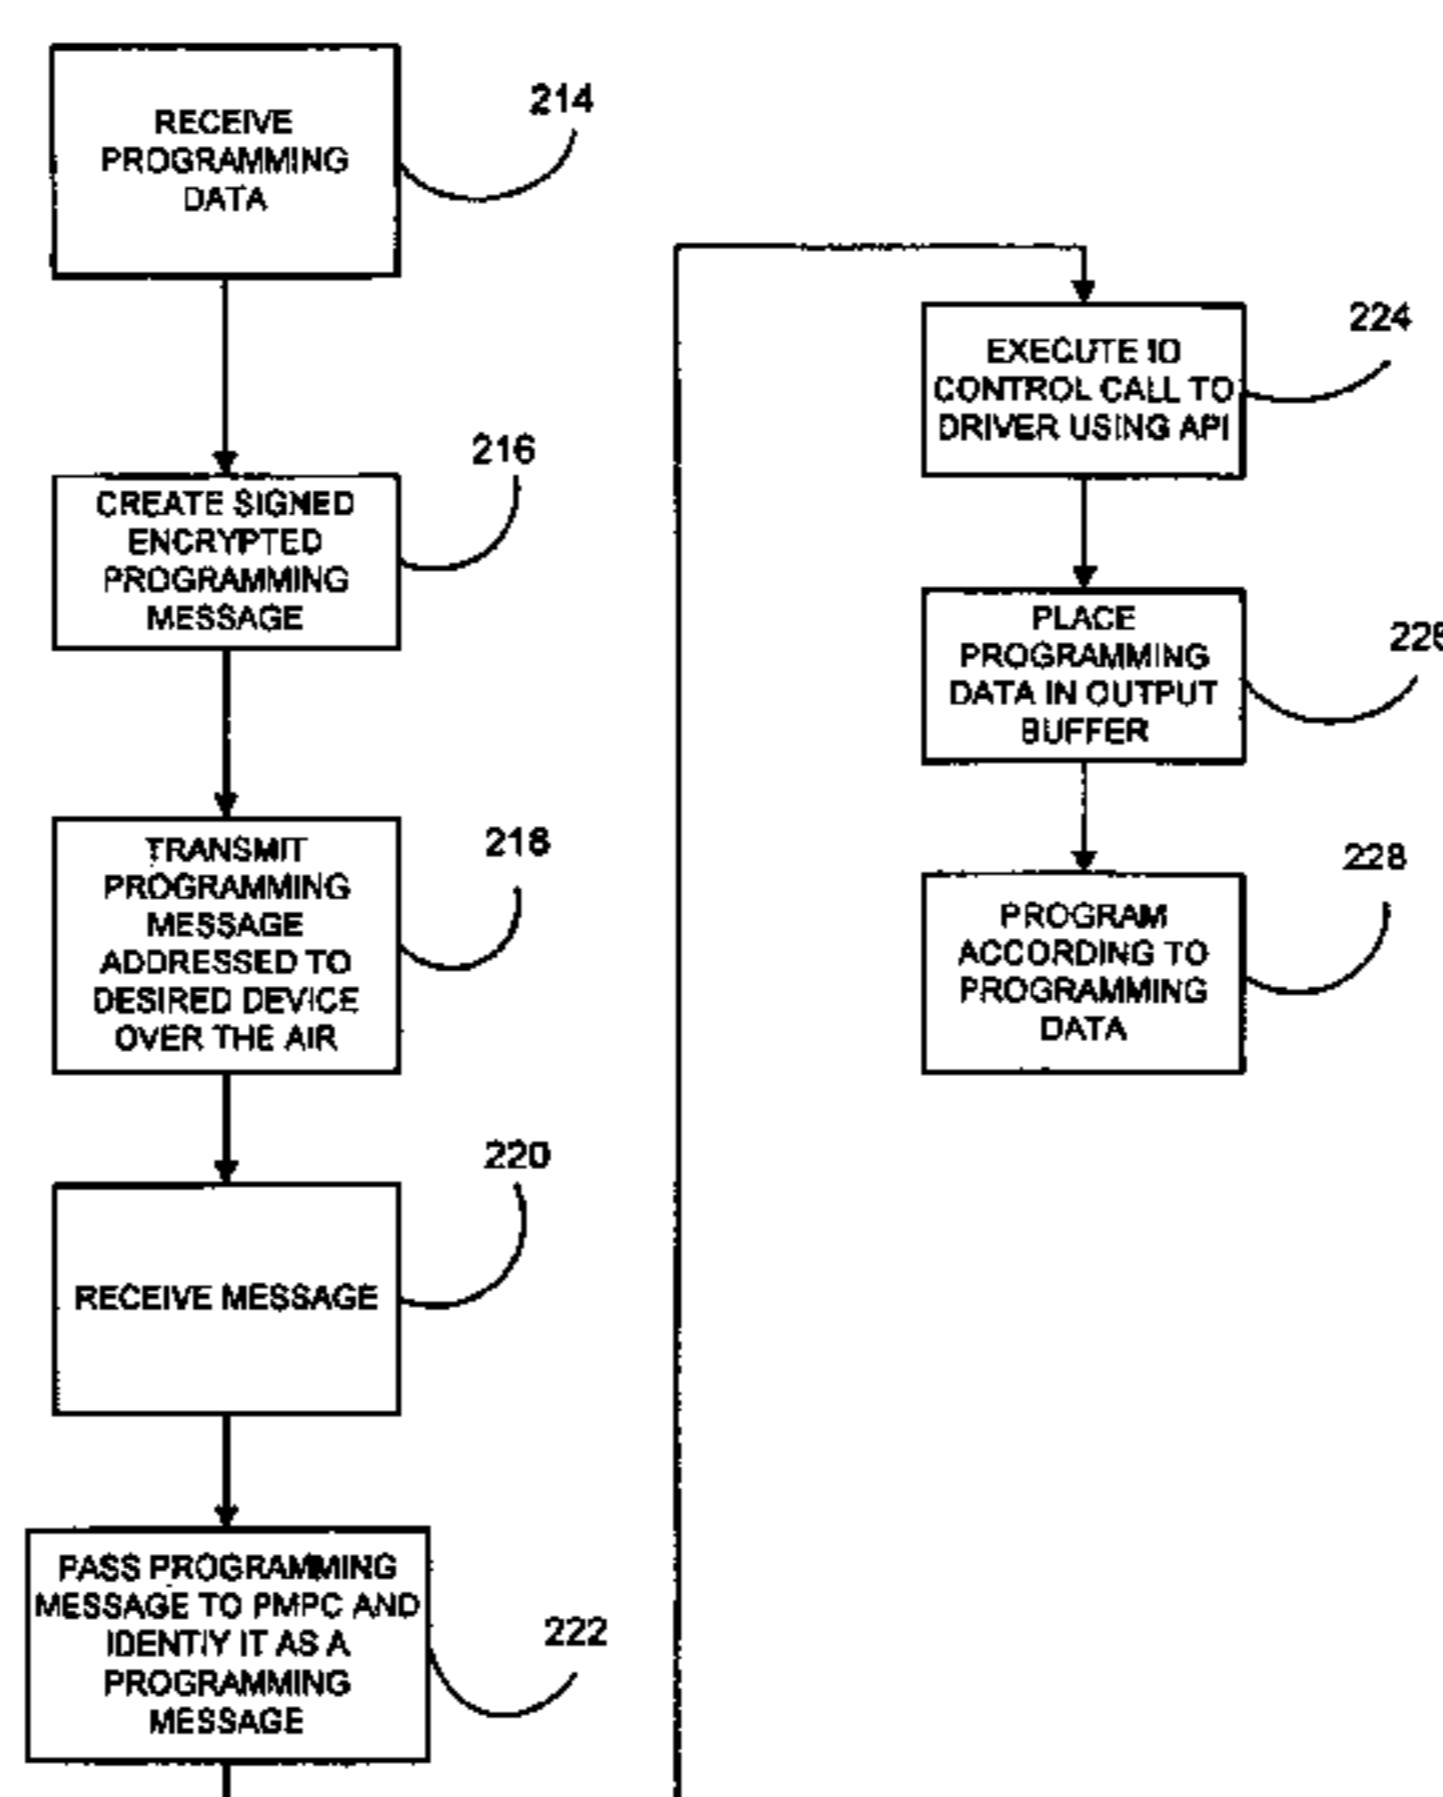 RECEIVE
PROGRAMMING
DATA
214
CREATE SIGNED
ENCRYPTED
PROGRAMMING
MESSAGE
216
TRANSMIT
PROGRAMMING
MESSAGE
ADDRESSED TO
DESIRED DEVICE
OVER THE AIR
218
RECEIVE MESSAGE
220
PASS PROGRAMMING
MESSAGE TO PMPC AND
IDENTIY IT AS A
PROGRAMMING
MESSAGE
222
EXECUTE IO
CONTROL CALL TO
DRIVER USING API
224
PLACE
PROGRAMMING
DATA IN OUTPUT
BUFFER
226
PROGRAM
ACCORDING TO
PROGRAMMING
DATA
228